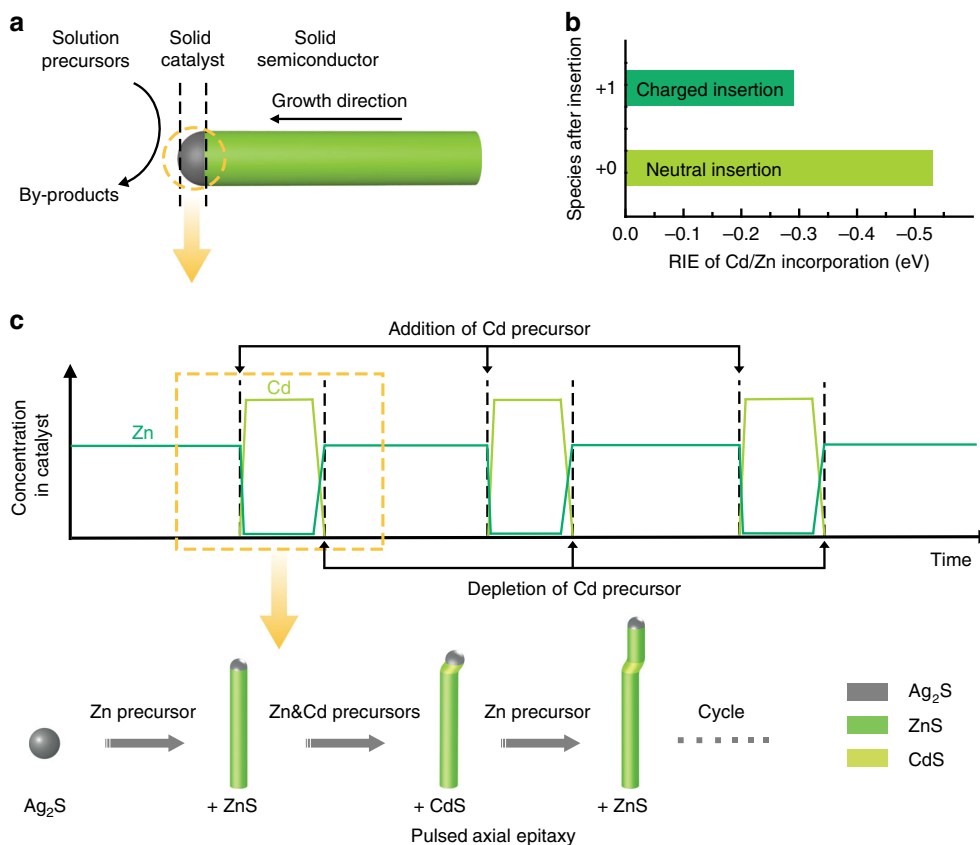 a
Solution
precursors
Solid
catalyst
Solid
semiconductor
Growth direction
By-products
b
Species after insertion
+1
+0
Charged insertion
Neutral insertion
0.0 –0.1 –0.2 –0.3 –0.4 –0.5
RIE of Cd/Zn incorporation (eV)
c
Addition of Cd precursor
Concentration
in catalyst
Zn
Cd
Time
Depletion of Cd precursor
Zn precursor
Zn&Cd precursors
Zn precursor
Cycle
Ag₂S
+ ZnS
+ CdS
+ ZnS
Pulsed axial epitaxy
Ag₂S
ZnS
CdS